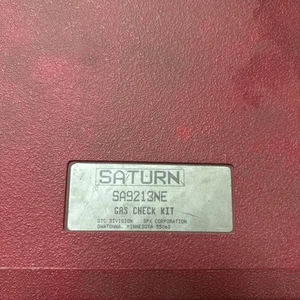 SATURN
SA9213NE
GAS CHECK KIT
OTC DIVISION SPX CORPORATION
OWATONNA, MINNESOTA 55060